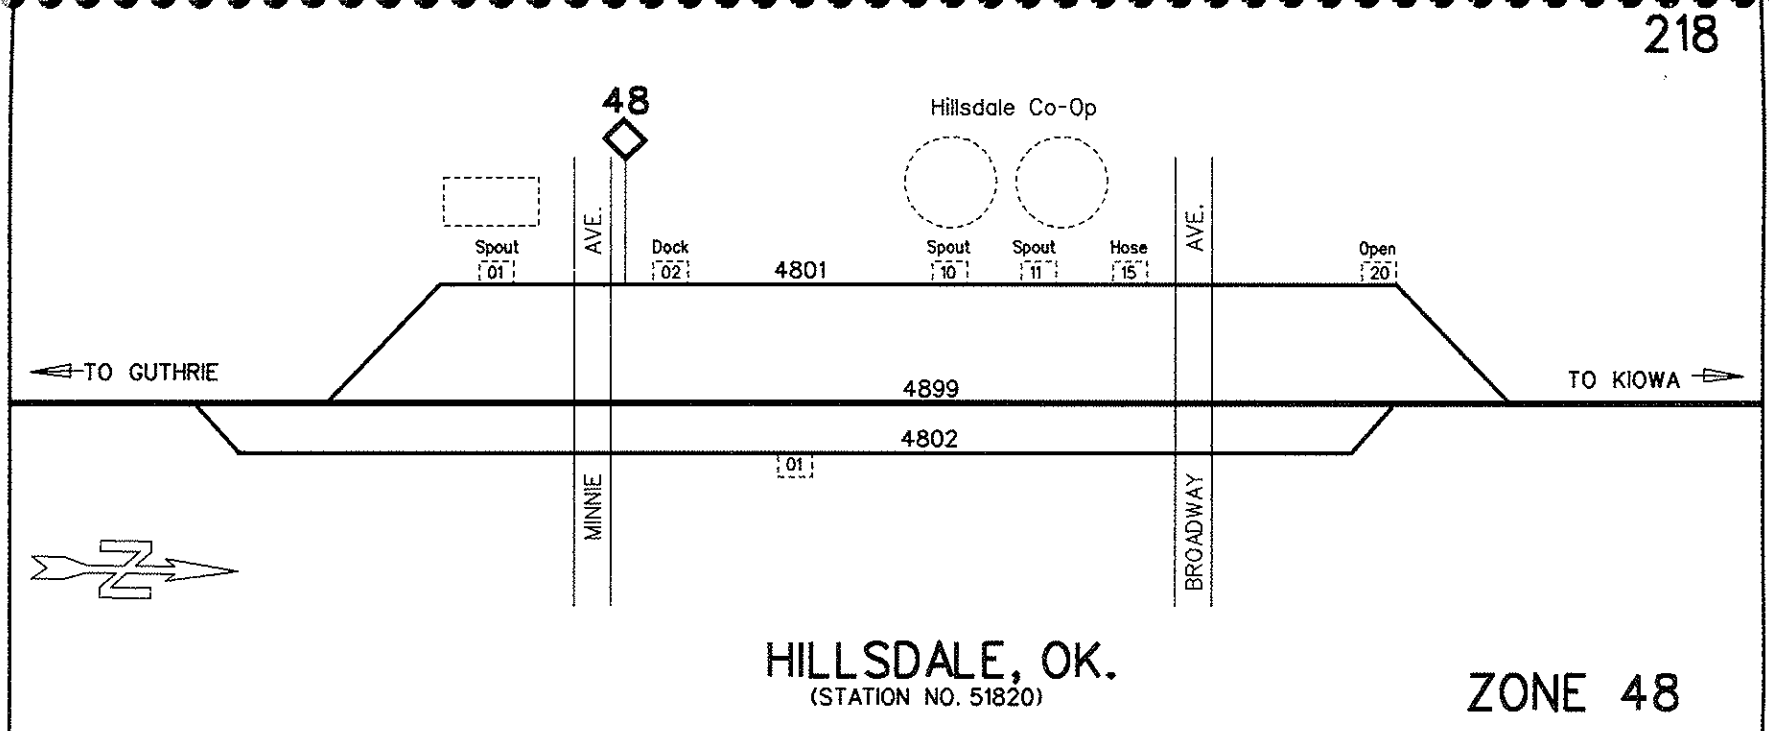 218
48
Hillsdale Co-Op
AVE.
AVE.
Spout
01
Dock
02
4801
Spout
10
Spout
11
Hose
15
Open
20
TO GUTHRIE
4899
TO KIOWA
4802
01
MINNIE
BROADWAY
N
HILLSDALE, OK.
(STATION NO. 51820)
ZONE 48